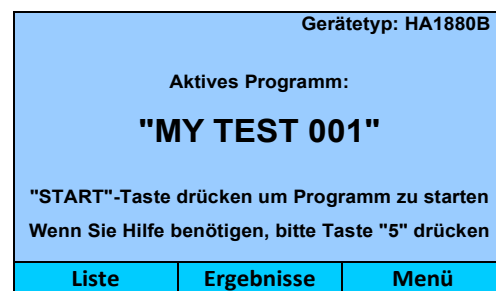 Gerätetyp: HA1880B
Aktives Programm:
"MY TEST 001"
"START"-Taste drücken um Programm zu starten
Wenn Sie Hilfe benötigen, bitte Taste "5" drücken
Liste Ergebnisse Menü